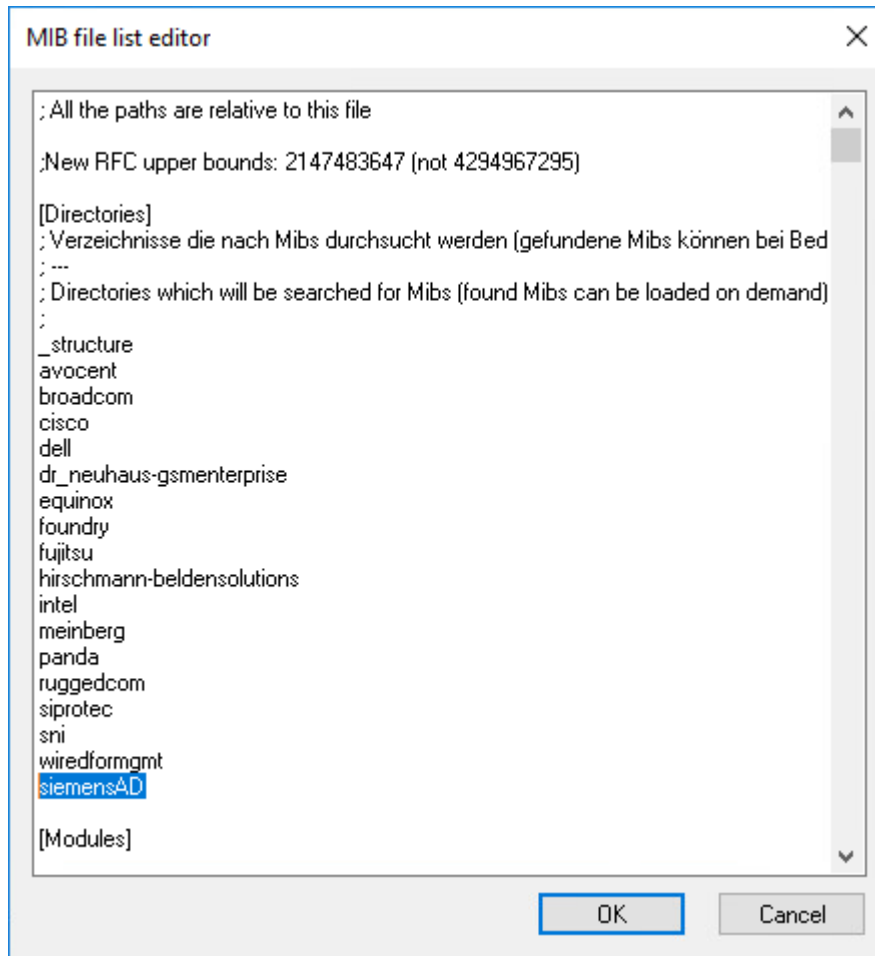 MIB file list editor
; All the paths are relative to this file
;New RFC upper bounds: 2147483647 (not 4294967295)
[Directories]
; Verzeichnisse die nach Mibs durchsucht werden (gefundene Mibs können bei Bed
; ---
; Directories which will be searched for Mibs (found Mibs can be loaded on demand)
;
_structure
avocent
broadcom
cisco
dell
dr_neuhaus-gsmenterprise
equinox
foundry
fujitsu
hirschmann-beldensolutions
intel
meinberg
panda
ruggedcom
siprotec
sni
wiredformgmt
siemensAD
[Modules]
OK
Cancel